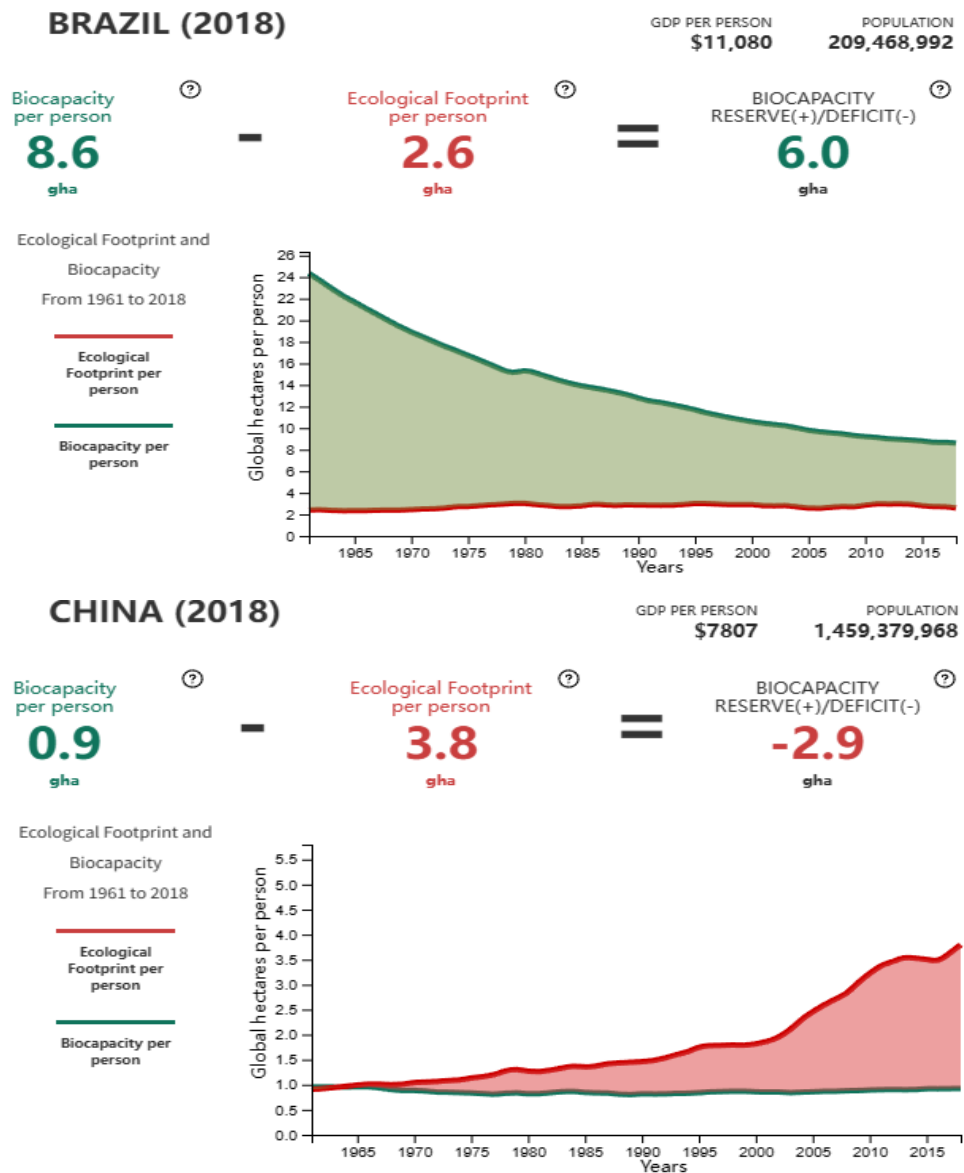 BRAZIL (2018)
GDP PER PERSON
$11,080
POPULATION
209,468,992
Biocapacity
per person
8.6
gha
?
-
Ecological Footprint
per person
2.6
gha
?
=
BIOCAPACITY
RESERVE(+)/DEFICIT(-)
6.0
gha
?
Ecological Footprint and
Biocapacity
From 1961 to 2018
Ecological
Footprint per
person
Biocapacity per
person
Global hectares per person
26
24
22
20
18
16
14
12
10
8
6
4
2
0
1965 1970 1975 1980 1985 1990 1995 2000 2005 2010 2015
Years
CHINA (2018)
GDP PER PERSON
$7807
POPULATION
1,459,379,968
Biocapacity
per person
0.9
gha
?
-
Ecological Footprint
per person
3.8
gha
?
=
BIOCAPACITY
RESERVE(+)/DEFICIT(-)
-2.9
gha
?
Ecological Footprint and
Biocapacity
From 1961 to 2018
Ecological
Footprint per
person
Biocapacity per
person
Global hectares per person
5.5
5.0
4.5
4.0
3.5
3.0
2.5
2.0
1.5
1.0
0.5
0.0
1965 1970 1975 1980 1985 1990 1995 2000 2005 2010 2015
Years